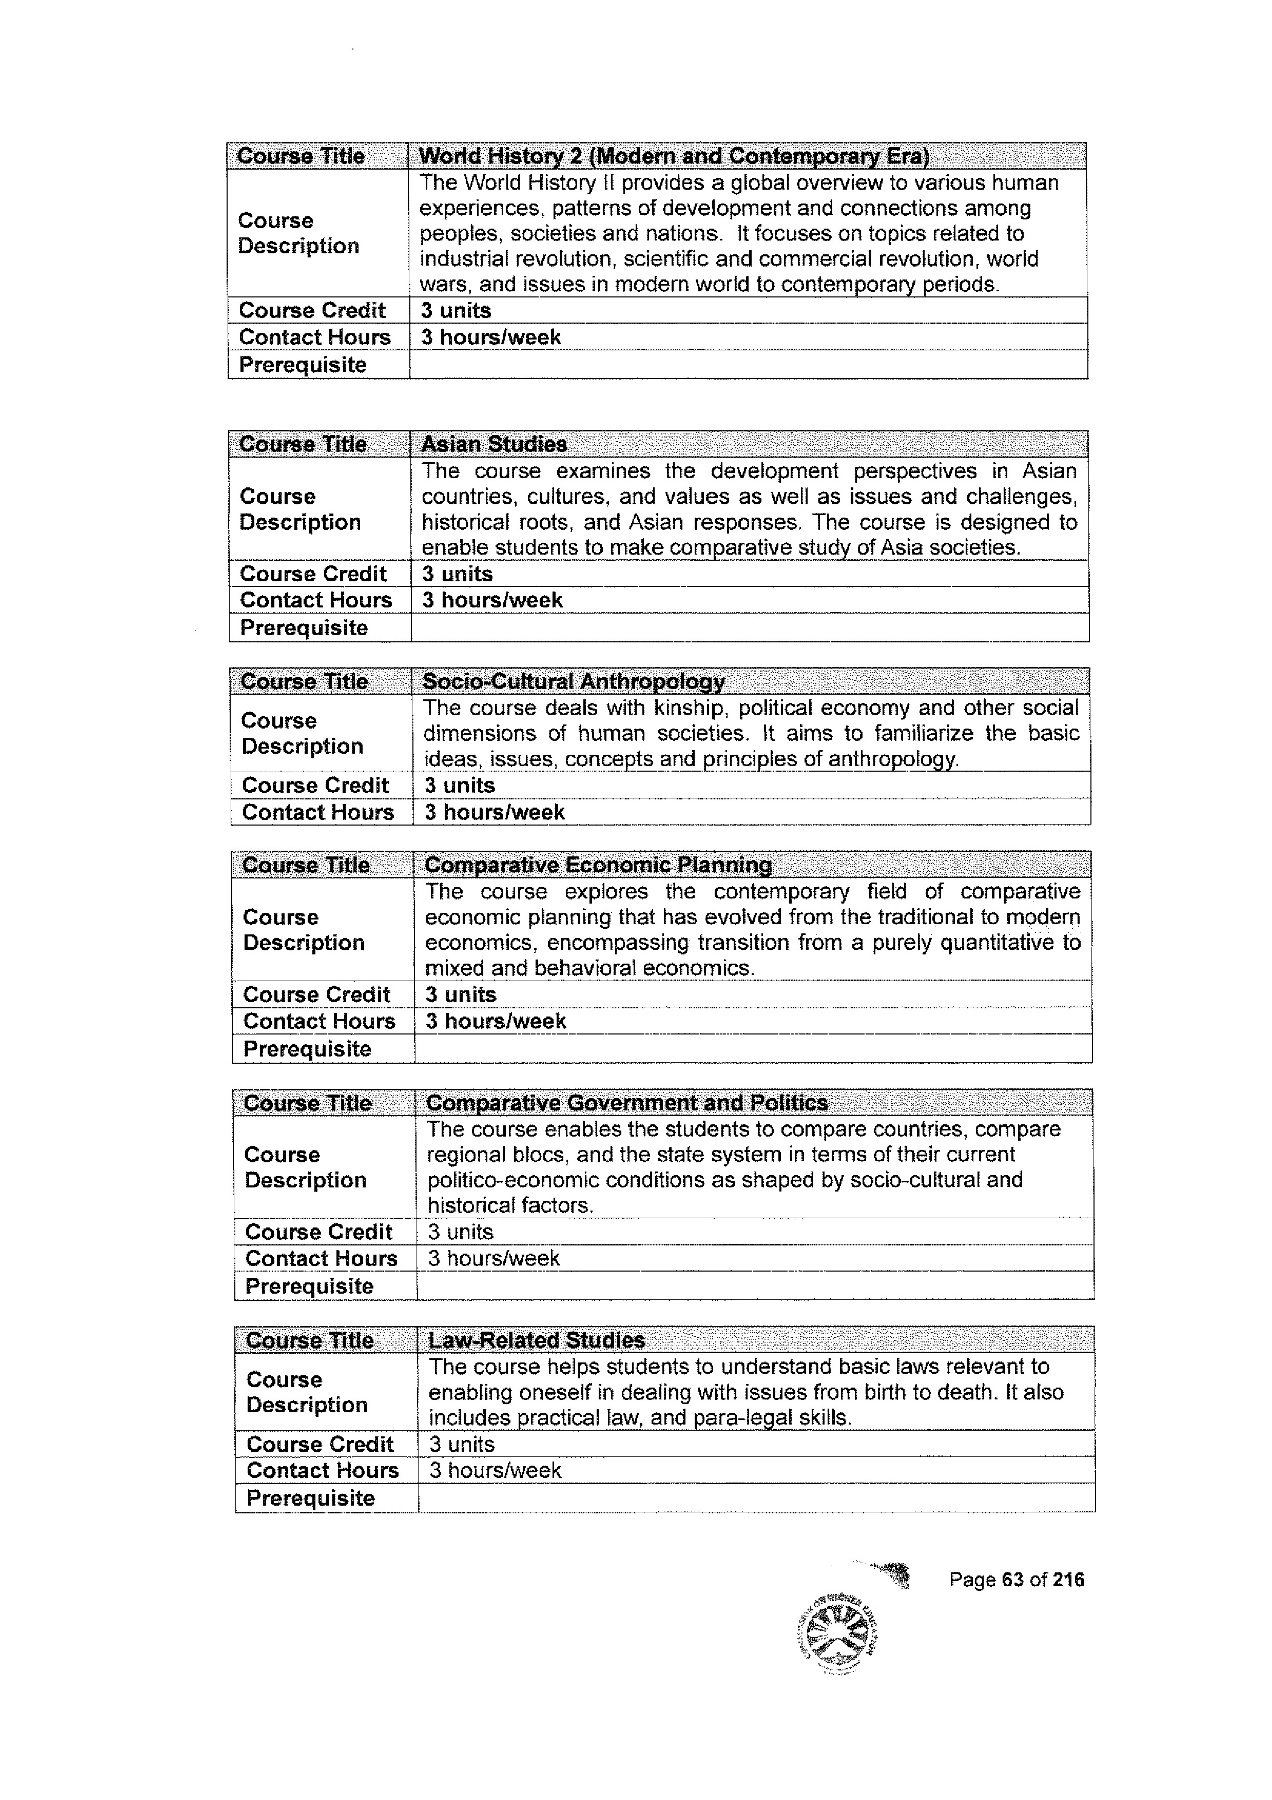 Course Title World History 2 (Modern and Contemporary Era)
Course Description
The World History II provides a global overview to various human
experiences, patterns of development and connections among
peoples, societies and nations. It focuses on topics related to
industrial revolution, scientific and commercial revolution, world
wars, and issues in modern world to contemporary periods.
Course Credit 3 units
Contact Hours 3 hours/week
Prerequisite
Course Title Asian Studies
Course Description
The course examines the development perspectives in Asian
countries, cultures, and values as well as issues and challenges,
historical roots, and Asian responses. The course is designed to
enable students to make comparative study of Asia societies.
Course Credit 3 units
Contact Hours 3 hours/week
Prerequisite
Course Title Socio-Cultural Anthropology
Course Description
The course deals with kinship, political economy and other social
dimensions of human societies. It aims to familiarize the basic
ideas, issues, concepts and principles of anthropology.
Course Credit 3 units
Contact Hours 3 hours/week
Course Title Comparative Economic Planning
Course Description
The course explores the contemporary field of comparative
economic planning that has evolved from the traditional to modern
economics, encompassing transition from a purely quantitative to
mixed and behavioral economics.
Course Credit 3 units
Contact Hours 3 hours/week
Prerequisite
Course Title Comparative Government and Politics
Course Description
The course enables the students to compare countries, compare
regional blocs, and the state system in terms of their current
politico-economic conditions as shaped by socio-cultural and
historical factors.
Course Credit 3 units
Contact Hours 3 hours/week
Prerequisite
Course Title Law-Related Studies
Course Description
The course helps students to understand basic laws relevant to
enabling oneself in dealing with issues from birth to death. It also
includes practical law, and para-legal skills.
Course Credit 3 units
Contact Hours 3 hours/week
Prerequisite
Page 63 of 216